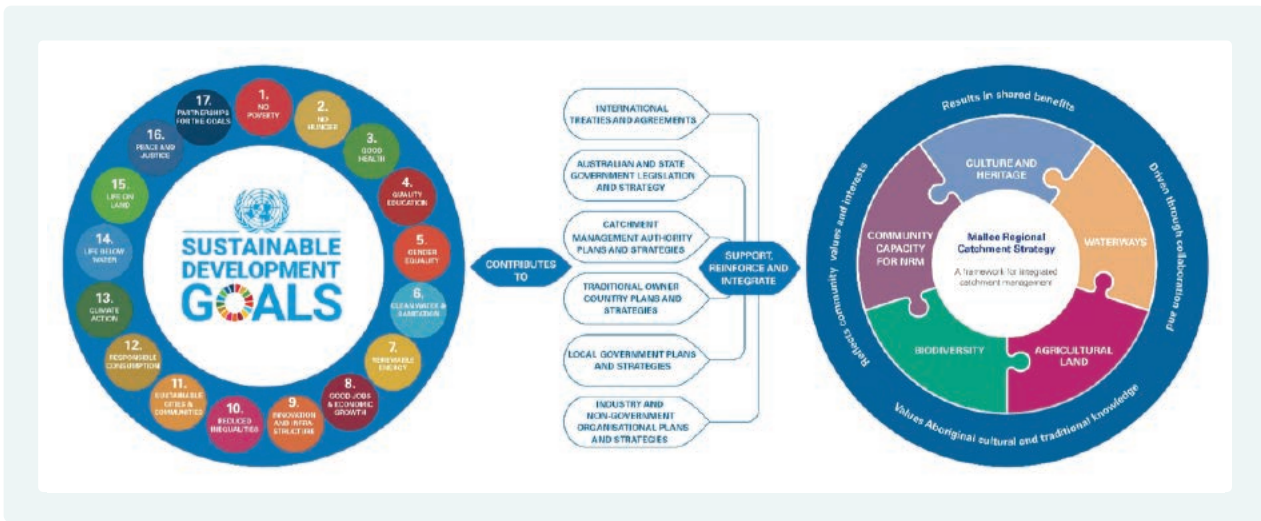 1.
NO
POVERTY
2.
NO
HUNGER
3.
GOOD
HEALTH
4.
QUALITY
EDUCATION
5.
GENDER
EQUALITY
6.
CLEAN WATER &
SANITATION
7.
RENEWABLE
ENERGY
8.
GOOD JOBS
& ECONOMIC
GROWTH
9.
INNOVATION
AND INFRA-
STRUCTURE
10.
REDUCED
INEQUALITIES
11.
SUSTAINABLE
CITIES &
COMMUNITIES
12.
RESPONSIBLE
CONSUMPTION
13.
CLIMATE
ACTION
14.
LIFE BELOW
WATER
15.
LIFE ON
LAND
16.
PEACE AND
JUSTICE
17.
PARTNERSHIPS
FOR THE GOALS
SUSTAINABLE
DEVELOPMENT
GOALS
CONTRIBUTES
TO
INTERNATIONAL
TREATIES AND AGREEMENTS
AUSTRALIAN AND STATE
GOVERNMENT LEGISLATION
AND STRATEGY
CATCHMENT
MANAGEMENT AUTHORITY
PLANS AND STRATEGIES
TRADITIONAL OWNER
COUNTRY PLANS AND
STRATEGIES
LOCAL GOVERNMENT PLANS
AND STRATEGIES
INDUSTRY AND
NON-GOVERNMENT
ORGANISATIONAL PLANS
AND STRATEGIES
SUPPORT,
REINFORCE AND
INTEGRATE
Results in shared benefits
Driven through collaboration and
Values Aboriginal cultural and traditional knowledge
Reflects community values and interests
CULTURE AND
HERITAGE
WATERWAYS
AGRICULTURAL
LAND
BIODIVERSITY
COMMUNITY
CAPACITY
FOR NRM
Mallee Regional
Catchment Strategy
A framework for integrated
catchment management